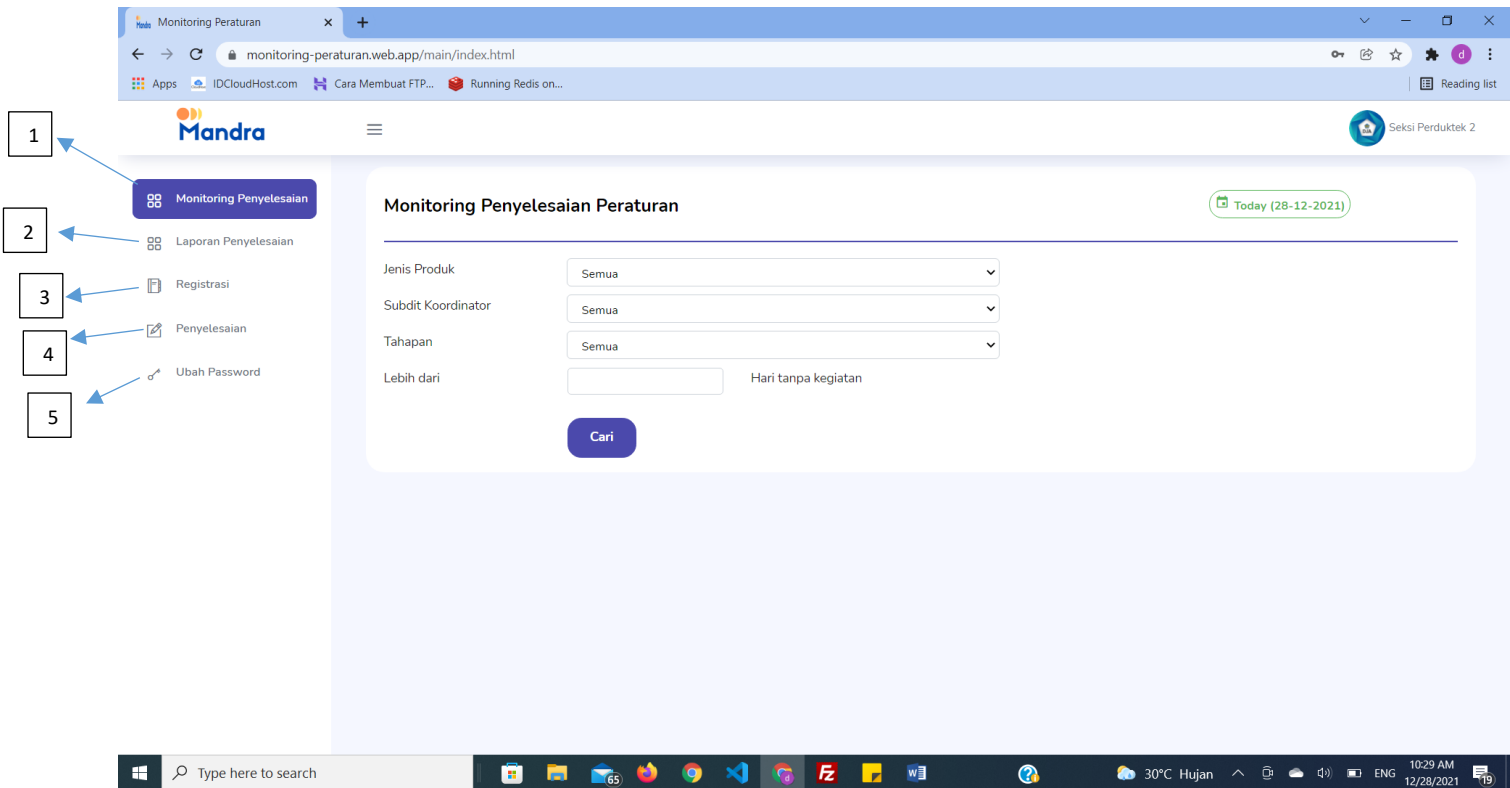 Mandra Monitoring Peraturan
monitoring-peraturan.web.app/main/index.html
d
Apps IDCloudHost.com Cara Membuat FTP... Running Redis on... Reading list
Mandra
Seksi Perduktek 2
1
Monitoring Penyelesaian
2
Laporan Penyelesaian
3
Registrasi
4
Penyelesaian
5
Ubah Password
Monitoring Penyelesaian Peraturan
Today (28-12-2021)
Jenis Produk Semua
Subdit Koordinator Semua
Tahapan Semua
Lebih dari Hari tanpa kegiatan
Cari
Type here to search
65
d
30°C Hujan
ENG
10:29 AM
12/28/2021
19